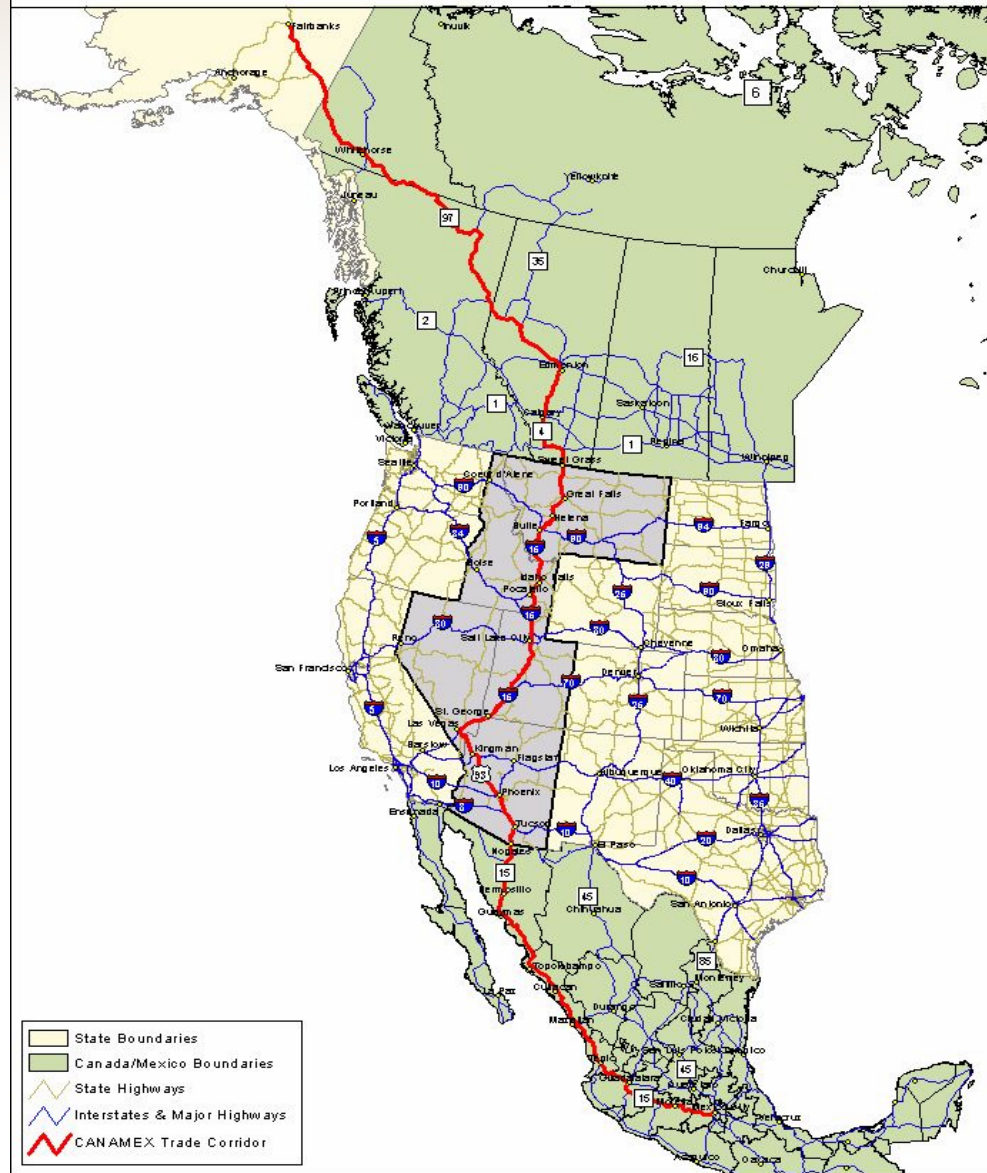 Fairbanks
Nuuk
Anchorage
6
Whitehorse
Yellowknife
Juneau
97
35
Churchill
Prince Rupert
2
16
Edmonton
1
Saskatoon
Calgary
4
1
Regina
Vancouver
Victoria
Winnipeg
Sweet Grass
Seattle
Coeur d'Alene
90
Great Falls
Portland
Helena
Butte
94
Fargo
84
90
5
15
29
Boise
Idaho Falls
Pocatello
25
90
Sioux Falls
15
80
80
Reno
Salt Lake City
Cheyenne
Omaha
80
San Francisco
Denver
70
15
70
5
25
St. George
Las Vegas
Wichita
Barstow
Kingman
Flagstaff
Los Angeles
93
Albuquerque
40
Oklahoma City
10
Phoenix
8
35
Ensenada
Tucson
10
Dallas
20
Nogales
El Paso
15
10
Hermosillo
45
San Antonio
Guaymas
Chihuahua
85
Topolobampo
Monterrey
Culiacan
La Paz
Saltillo
Durango
Mazatlan
Ciudad Victoria
San Luis Potosi
Tampico
Tepic
45
Guadalajara
15
Veracruz
Acapulco
Oaxaca
State Boundaries
Canada/Mexico Boundaries
State Highways
Interstates & Major Highways
CANAMEX Trade Corridor